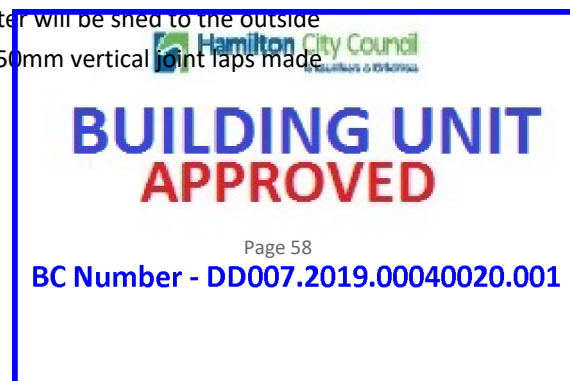 ter will be shed to the outside
50mm vertical joint laps made
Hamilton City Council
BUILDING UNIT
APPROVED
Page 58
BC Number - DD007.2019.00040020.001